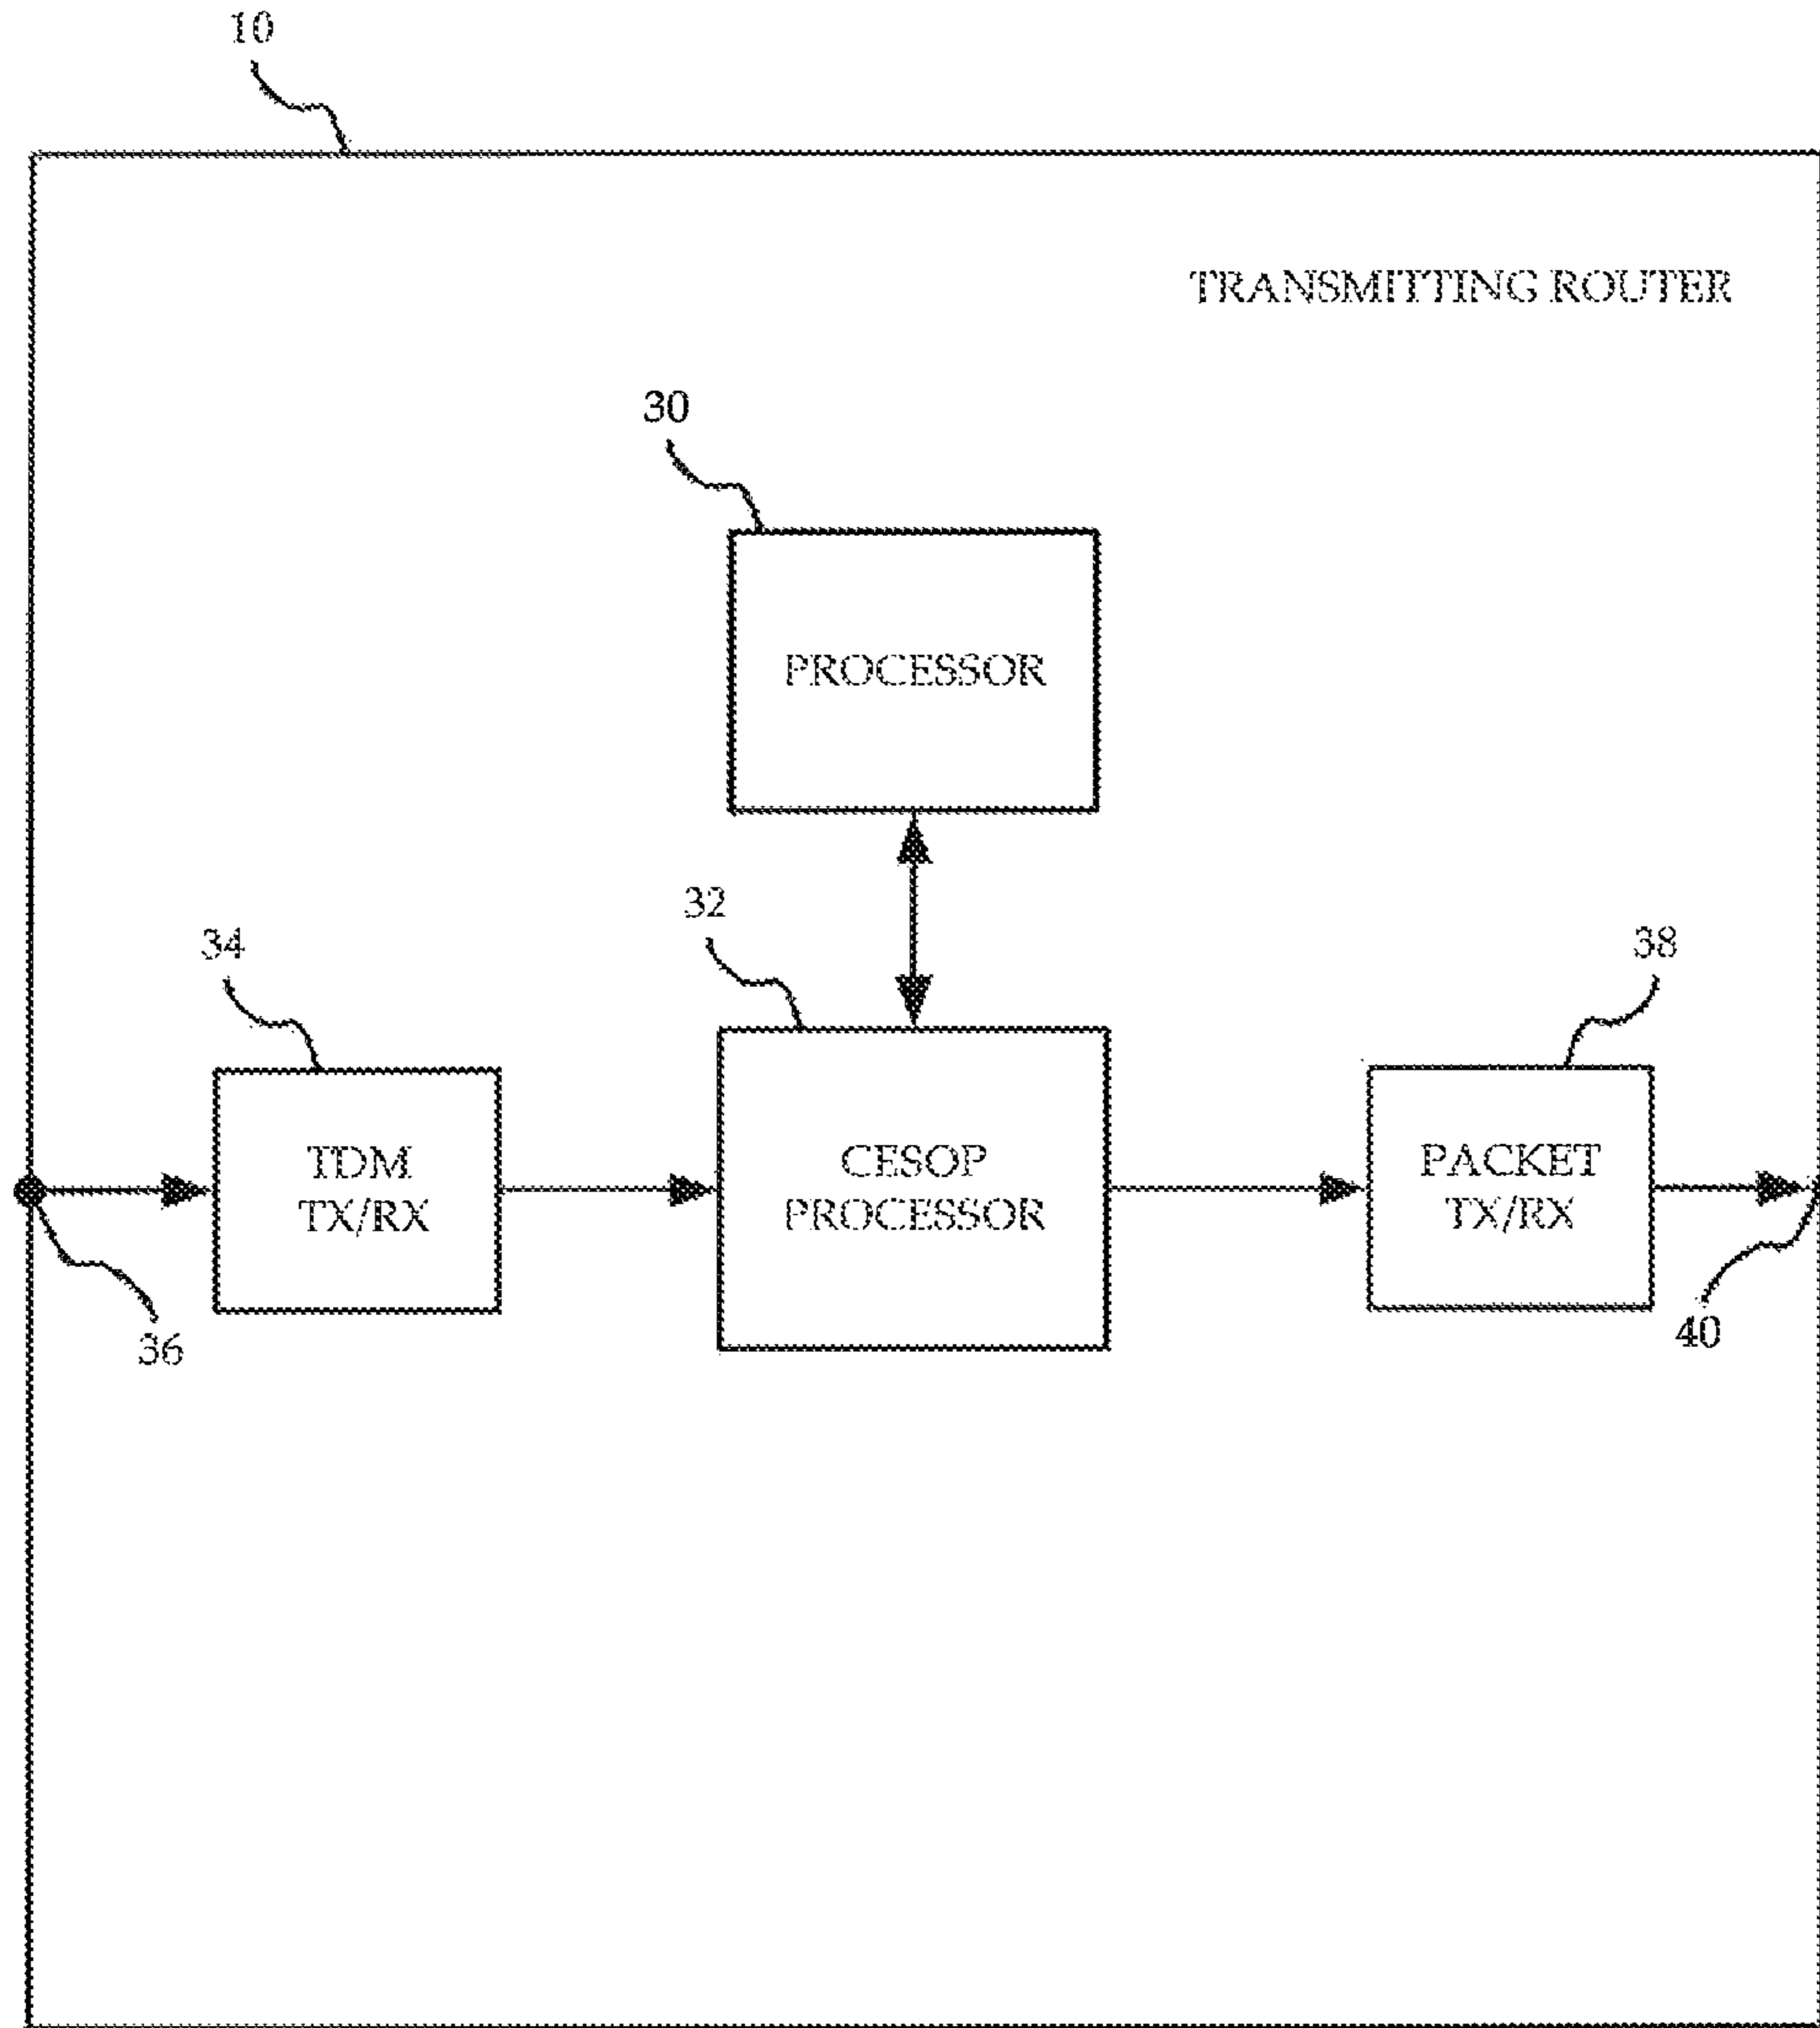 10
TRANSMITTING ROUTER
30
PROCESSOR
32
34
38
TDM
TX/RX
CESOP
PROCESSOR
PACKET
TX/RX
36
40